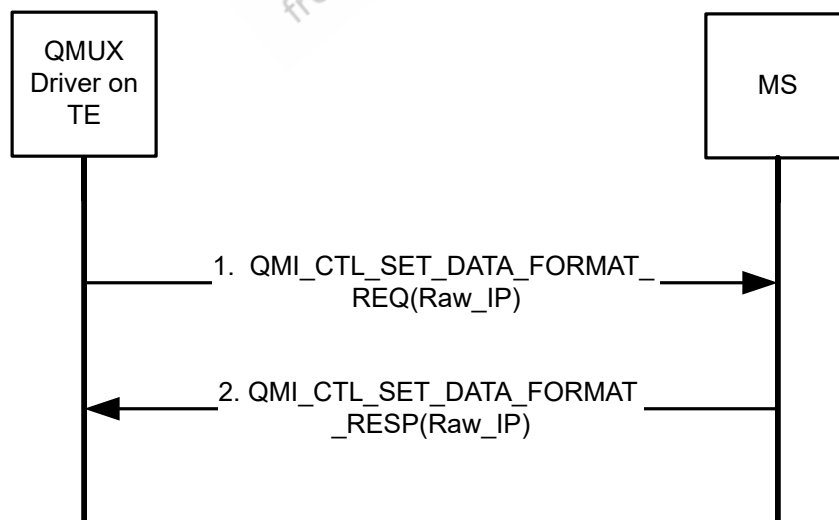 QMUX
Driver on
TE
MS
1. QMI_CTL_SET_DATA_FORMAT_
REQ(Raw_IP)
2. QMI_CTL_SET_DATA_FORMAT
_RESP(Raw_IP)